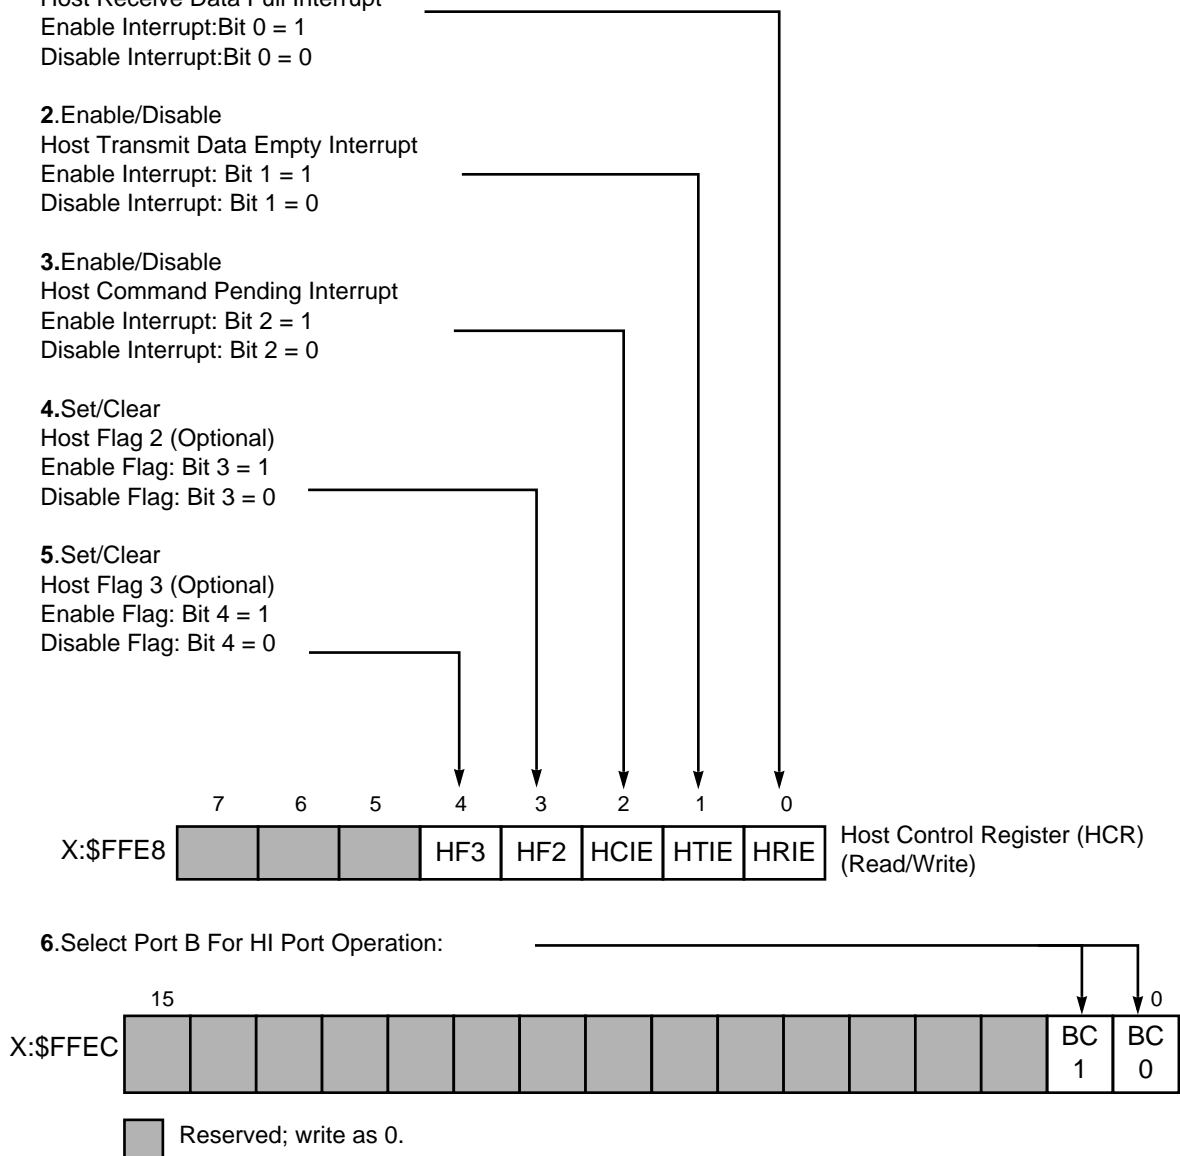 Host Receive Data Full Interrupt
Enable Interrupt:Bit 0 = 1
Disable Interrupt:Bit 0 = 0
2.Enable/Disable
Host Transmit Data Empty Interrupt
Enable Interrupt: Bit 1 = 1
Disable Interrupt: Bit 1 = 0
3.Enable/Disable
Host Command Pending Interrupt
Enable Interrupt: Bit 2 = 1
Disable Interrupt: Bit 2 = 0
4.Set/Clear
Host Flag 2 (Optional)
Enable Flag: Bit 3 = 1
Disable Flag: Bit 3 = 0
5.Set/Clear
Host Flag 3 (Optional)
Enable Flag: Bit 4 = 1
Disable Flag: Bit 4 = 0
7 6 5 4 3 2 1 0
X:$FFE8 HF3 HF2 HCIE HTIE HRIE
Host Control Register (HCR)
(Read/Write)
6.Select Port B For HI Port Operation:
15 0
X:$FFEC
BC BC
1 0
Reserved; write as 0.